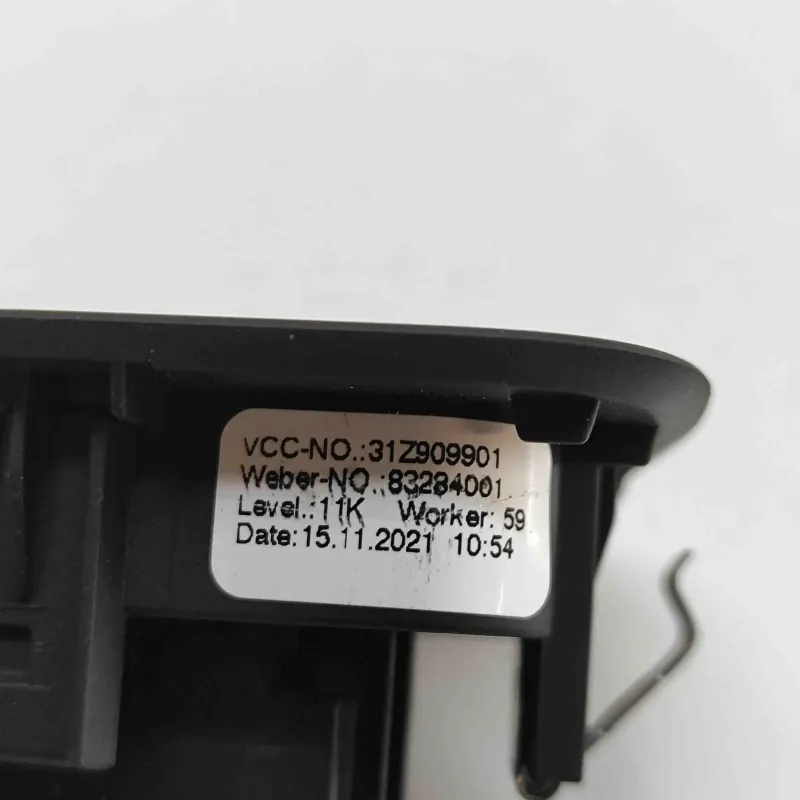 VCC-NO.:31Z909901
Weber-NO.:83284001
Level.:11K Worker: 59
Date:15.11.2021 10:54